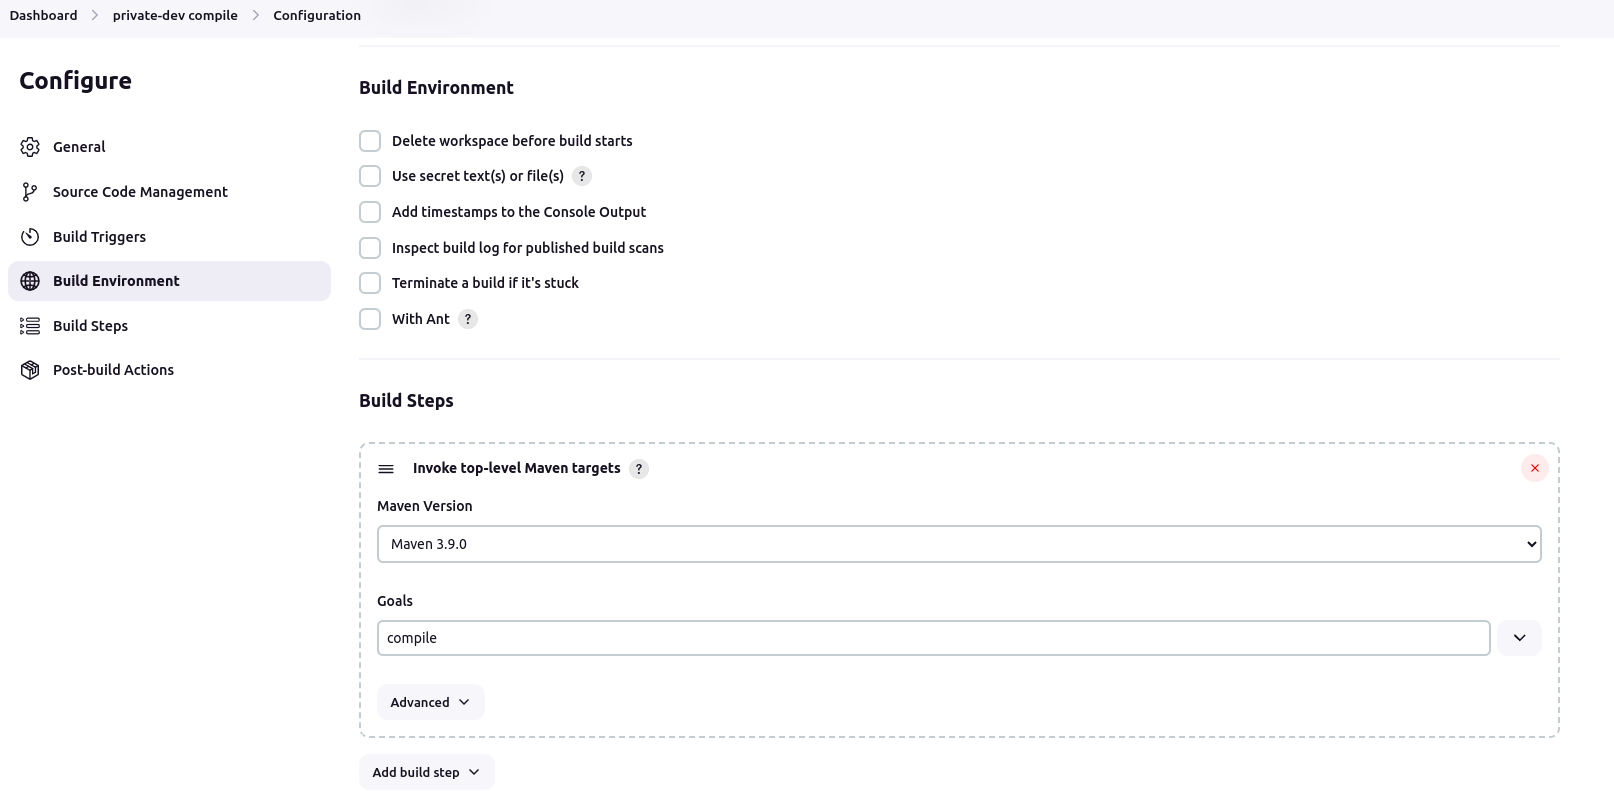 Dashboard > private-dev compile > Configuration
Configure
General
Source Code Management
Build Triggers
Build Environment
Build Steps
Post-build Actions
Build Environment
Delete workspace before build starts
Use secret text(s) or file(s) ?
Add timestamps to the Console Output
Inspect build log for published build scans
Terminate a build if it's stuck
With Ant ?
Build Steps
Invoke top-level Maven targets ?
Maven Version
Maven 3.9.0
Goals
compile
Advanced
Add build step